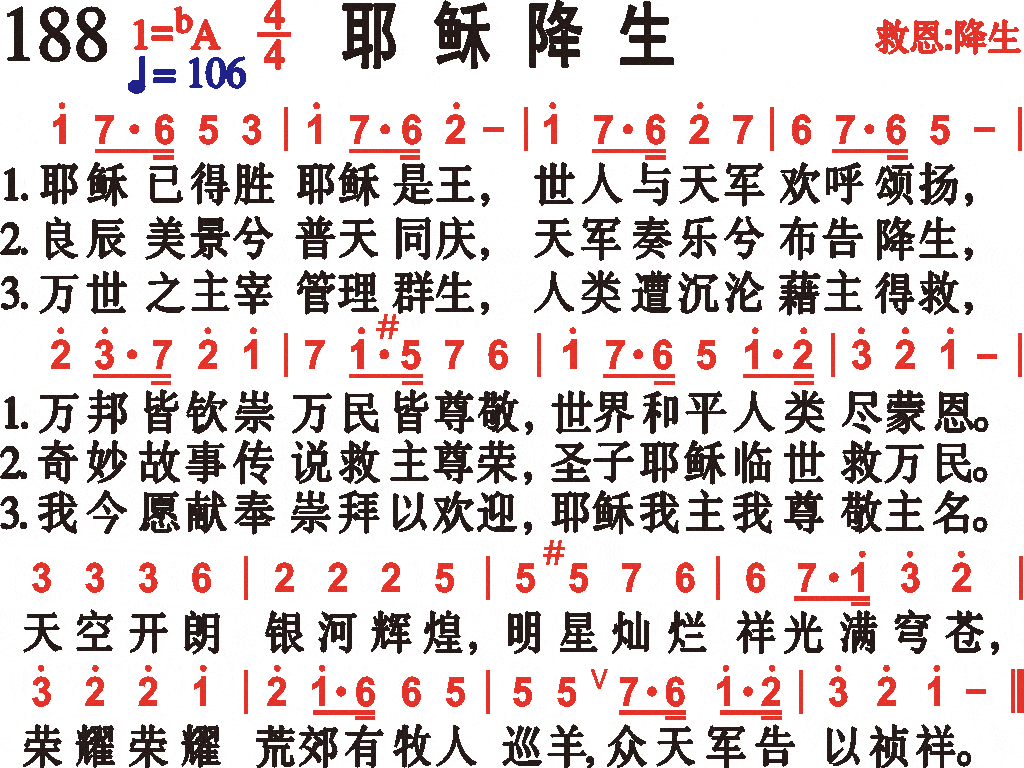 188 1=ᵇA 4/4 耶稣降生 救恩:降生
♩= 106
1̇ 7·6 5 3 | 1̇ 7·6 2̇ – | 1̇ 7·6 2̇ 7 | 6 7·6 5 – |
1.耶稣已得胜 耶稣是王, 世人与天军欢呼颂扬,
2.良辰美景兮 普天同庆, 天军奏乐兮布告降生,
3.万世之主宰 管理群生, 人类遭沉沦藉主得救,
2̇ 3̇·7 2̇ 1̇ | 7 1̇·#5 7 6 | 1̇ 7·6 5 1̇·2̇ | 3̇ 2̇ 1̇ – |
1.万邦皆钦崇 万民皆尊敬,世界和平人类尽蒙恩。
2.奇妙故事传 说救主尊荣,圣子耶稣临世救万民。
3.我今愿献奉 崇拜以欢迎,耶稣我主我尊敬主名。
3 3 3 6 | 2 2 2 5 | 5 #5 7 6 | 6 7·1̇ 3̇ 2̇ |
天空开朗 银河辉煌,明星灿烂 祥光满穹苍,
3̇ 2̇ 2̇ 1̇ | 2̇ 1̇·6 6 5 | 5 5 ∨ 7·6 1̇·2̇ | 3̇ 2̇ 1̇ – ‖
荣耀荣耀 荒郊有牧人 巡羊,众天军告 以祯祥。